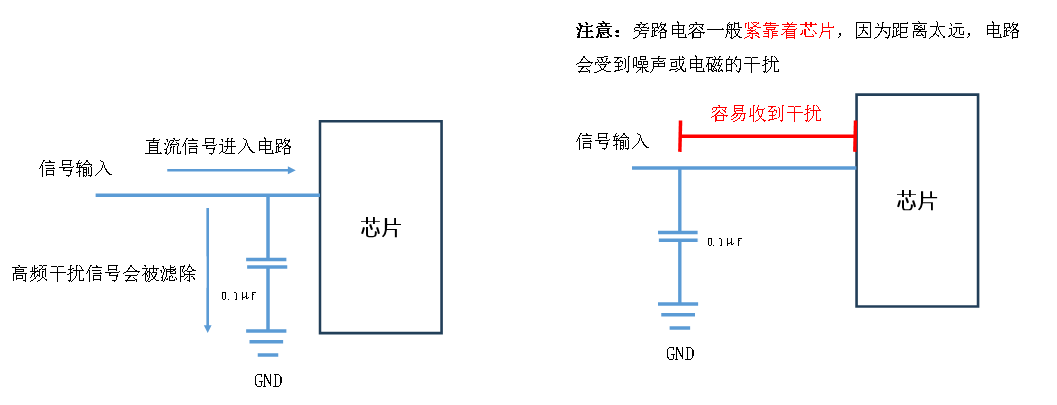 注意：旁路电容一般紧靠着芯片，因为距离太远，电路
会受到噪声或电磁的干扰
直流信号进入电路
信号输入
芯片
高频干扰信号会被滤除
0.1μF
GND
容易收到干扰
信号输入
芯片
0.1μF
GND